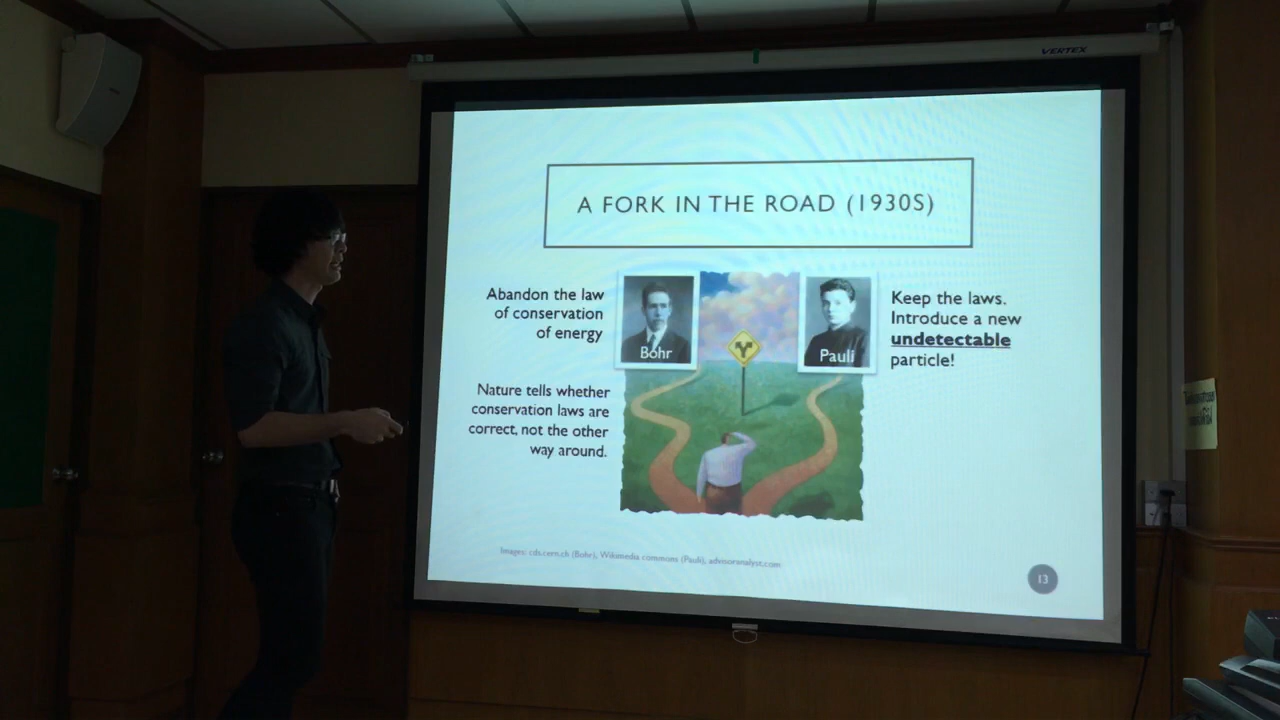 VERTEX
A FORK IN THE ROAD (1930S)
Abandon the law
of conservation
of energy
Nature tells whether
conservation laws are
correct, not the other
way around.
Bohr
Pauli
Keep the laws.
Introduce a new
undetectable
particle!
Images: cds.cern.ch (Bohr), Wikimedia commons (Pauli), advisoranalyst.com
13